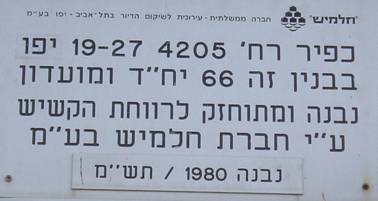 "חלמיש" חברה ממשלתית - עירונית לשיקום הדיור בתל-אביב - יפו בע"מ
כפיר רח' 4205 19-27 יפו
בבנין זה 66 יח"ד ומועדון
נבנה ומתוחזק לרווחת הקשיש
ע"י חברת חלמיש בע"מ
נבנה 1980 / תש"מ